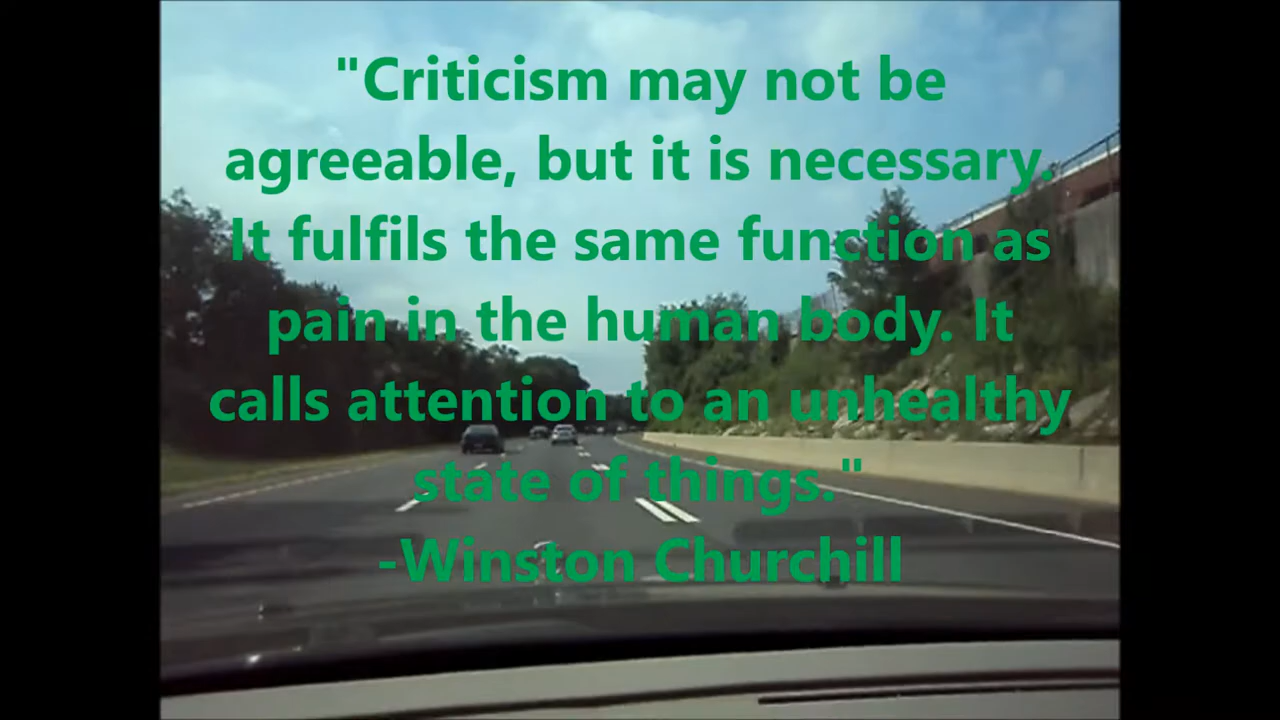 "Criticism may not be
agreeable, but it is necessary.
It fulfils the same function as
pain in the human body. It
calls attention to an unhealthy
state of things."
-Winston Churchill